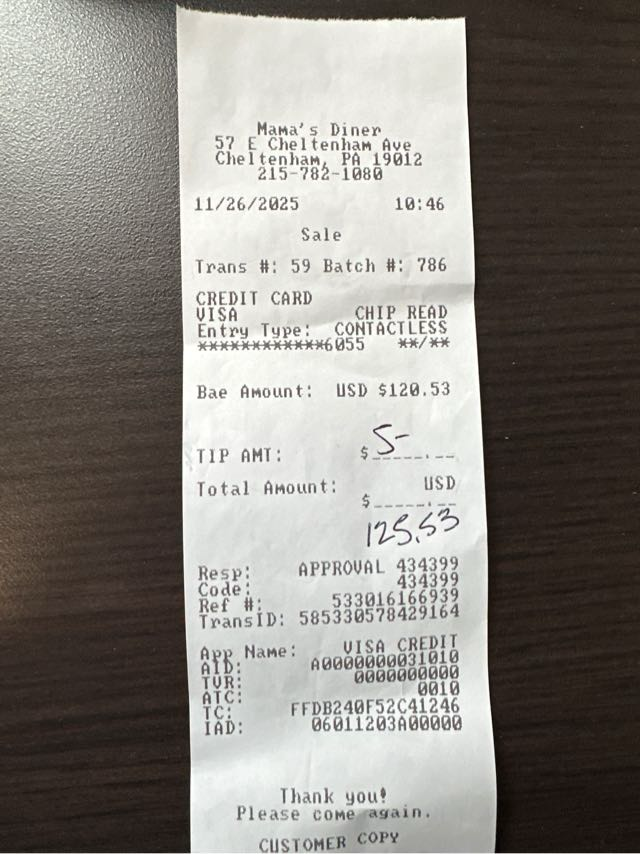 Mama's Diner
57 E Cheltenham Ave
Cheltenham, PA 19012
215-782-1080
11/26/2025 10:46
Sale
Trans #: 59 Batch #: 786
CREDIT CARD
VISA CHIP READ
Entry Type: CONTACTLESS
************6055 **/**
Bae Amount: USD $120.53
TIP AMT: $ 5-
Total Amount: USD
$
125.53
Resp: APPROVAL 434399
Code: 434399
Ref #: 533016166939
TransID: 585330578429164
App Name: VISA CREDIT
AID: A0000000031010
TVR: 0000000000
ATC: 0010
TC: FFDB240F52C41246
IAD: 06011203A00000
Thank you!
Please come again.
CUSTOMER COPY